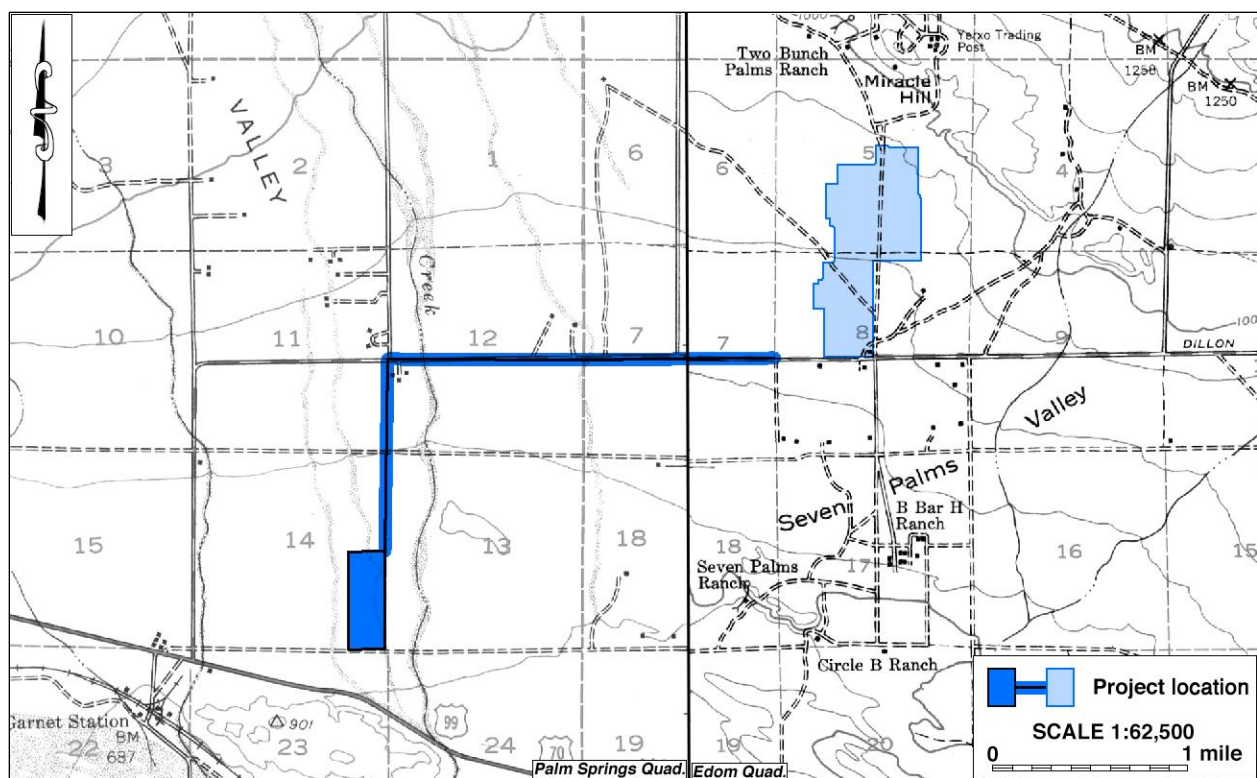 1000
Yerxo Trading
Post
Two Bunch
Palms Ranch
Miracle
Hill
BM
1258
BM
1250
VALLEY
3
2
1
6
6
5
4
Creek
10
11
12
7
7
8
9
100
DILLON
Valley
Palms
Seven
B Bar H
Ranch
15
14
13
18
18
17
16
15
Seven Palms
Ranch
Circle B Ranch
Garnet Station
BM
687
901
99
70
22
23
24
19
19
20
Palm Springs Quad.
Edom Quad.
Project location
SCALE 1:62,500
0 1 mile